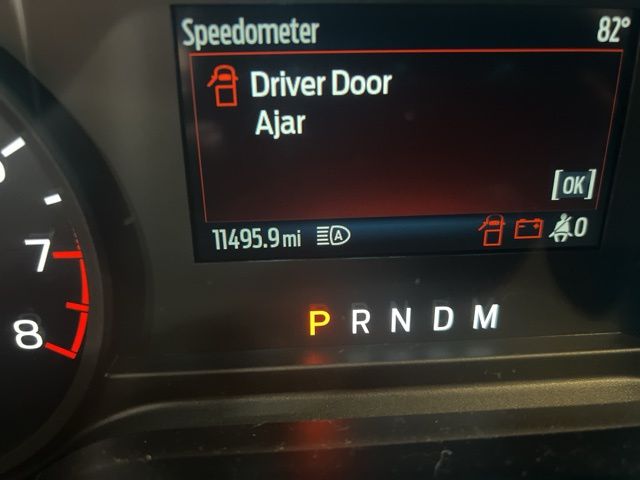 Speedometer 82°
Driver Door
Ajar
[OK]
11495.9 mi A 0
7
8
P R N D M